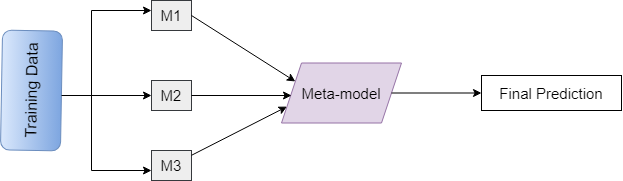 Training Data
M1
M2
M3
Meta-model
Final Prediction